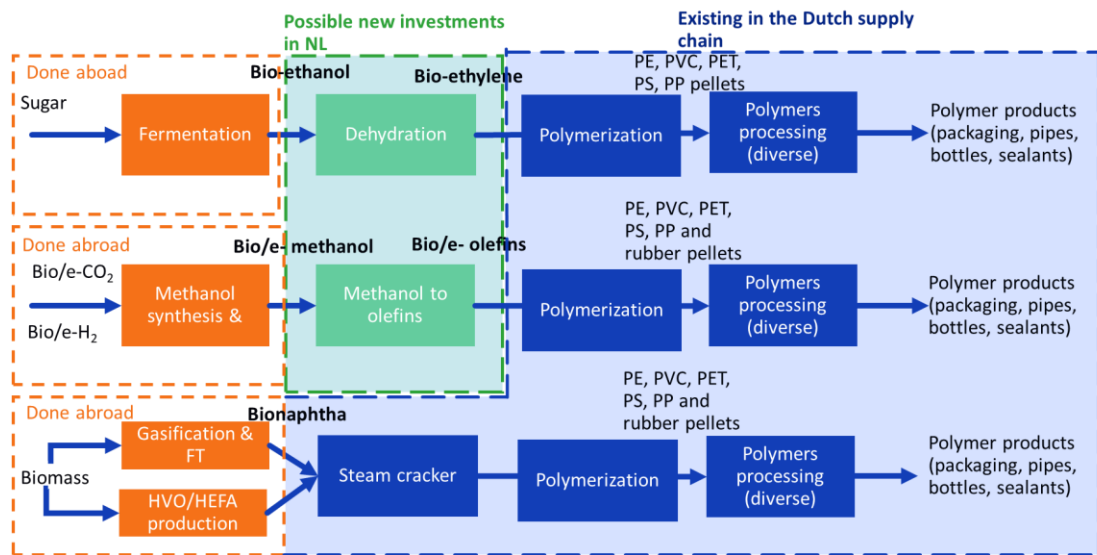 Possible new investments
in NL
Existing in the Dutch supply
chain
Done abroad
Sugar
Fermentation
Bio-ethanol
Dehydration
Bio-ethylene
Polymerization
PE, PVC, PET,
PS, PP pellets
Polymers
processing
(diverse)
Polymer products
(packaging, pipes,
bottles, sealants)
Done abroad
Bio/e-CO₂
Bio/e-H₂
Methanol
synthesis &
Bio/e- methanol
Methanol to
olefins
Bio/e- olefins
Polymerization
PE, PVC, PET,
PS, PP and
rubber pellets
Polymers
processing
(diverse)
Polymer products
(packaging, pipes,
bottles, sealants)
Done abroad
Biomass
Gasification &
FT
HVO/HEFA
production
Bionaphtha
Steam cracker
Polymerization
PE, PVC, PET,
PS, PP and
rubber pellets
Polymers
processing
(diverse)
Polymer products
(packaging, pipes,
bottles, sealants)